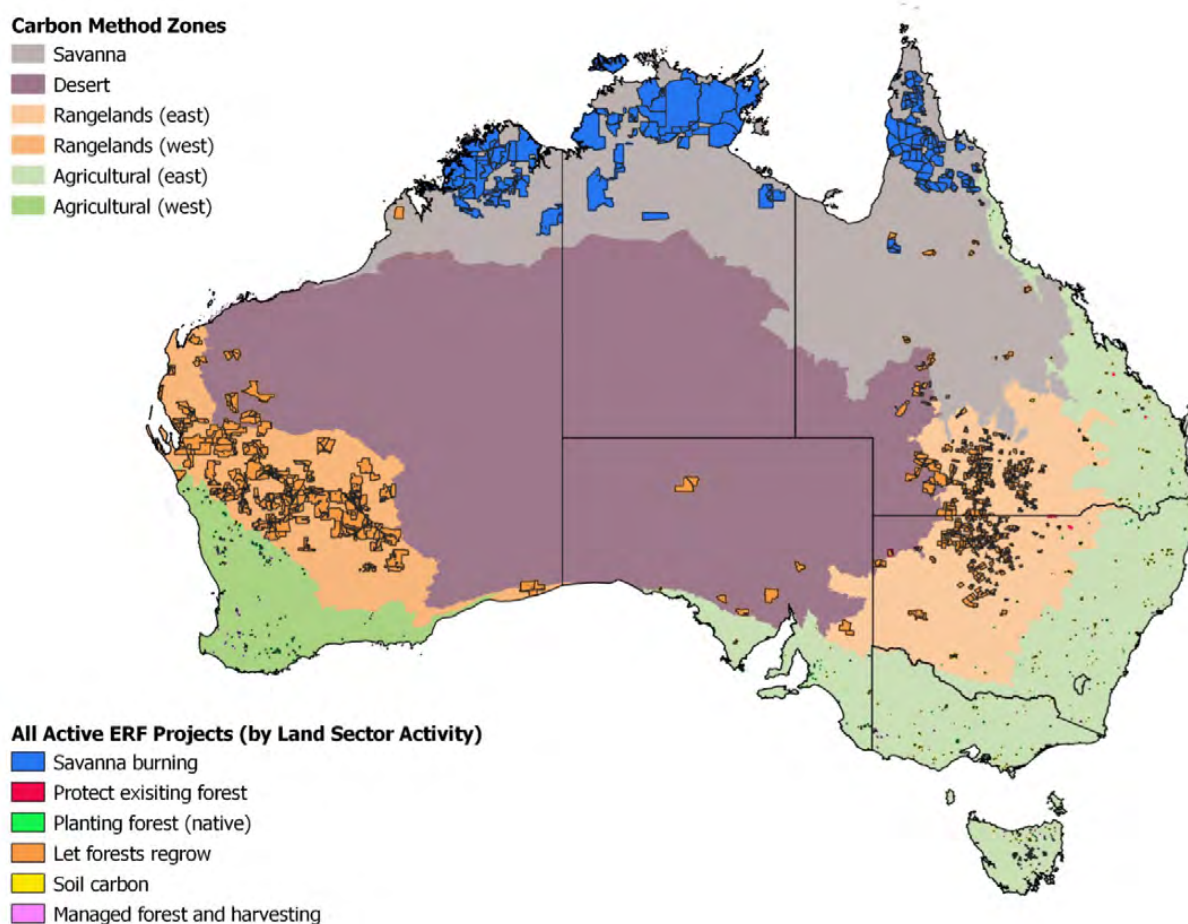 Carbon Method Zones
Savanna
Desert
Rangelands (east)
Rangelands (west)
Agricultural (east)
Agricultural (west)
All Active ERF Projects (by Land Sector Activity)
Savanna burning
Protect exisiting forest
Planting forest (native)
Let forests regrow
Soil carbon
Managed forest and harvesting